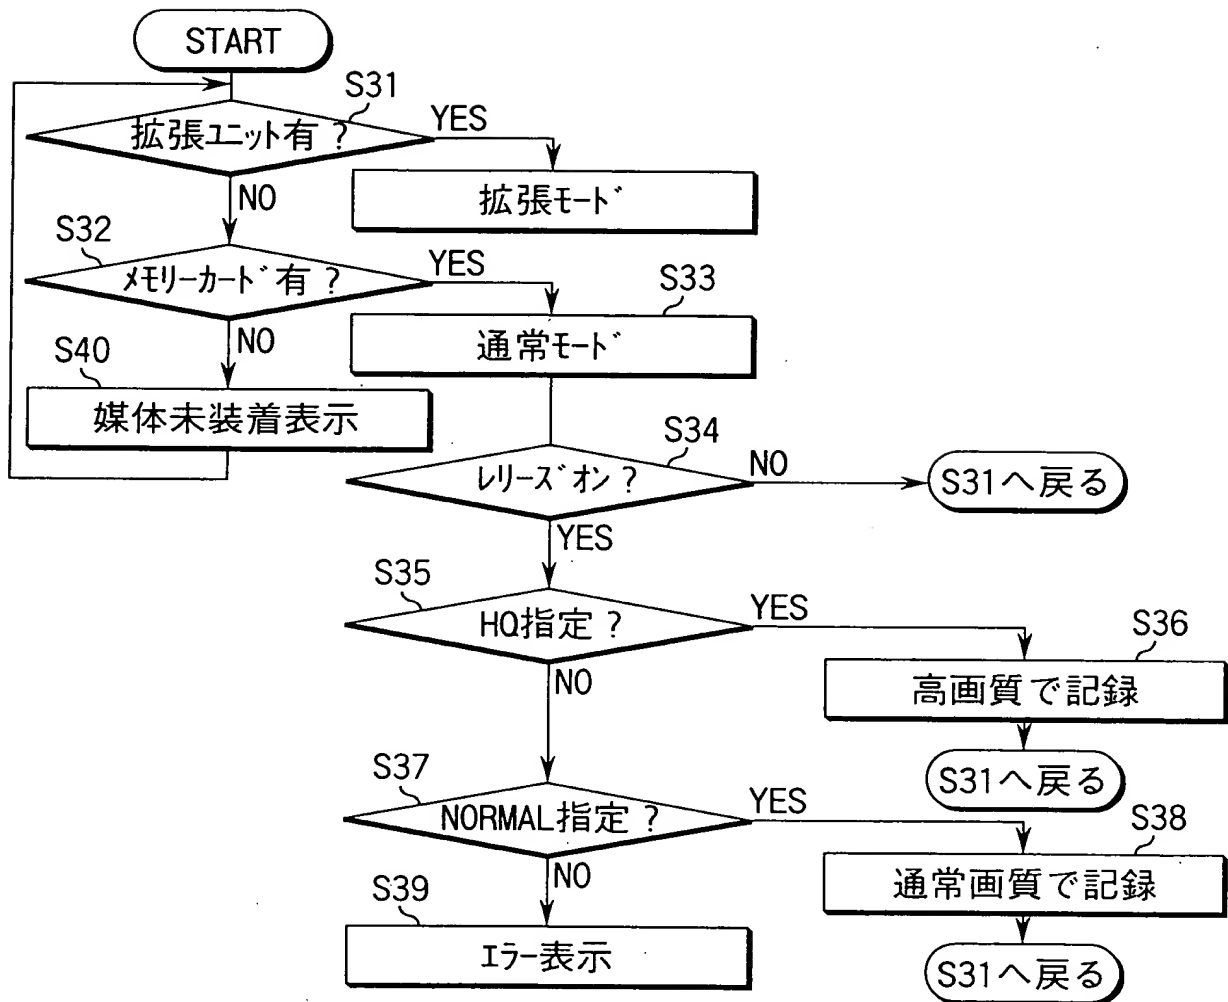 START
S31
拡張ユニット有?
YES
NO
拡張モード
S32
メモリーカード有?
YES
NO
S33
通常モード
S40
媒体未装着表示
S34
レリーズオン?
NO
S31へ戻る
YES
S35
HQ指定?
YES
NO
S36
高画質で記録
S31へ戻る
S37
NORMAL指定?
YES
NO
S38
通常画質で記録
S31へ戻る
S39
エラー表示